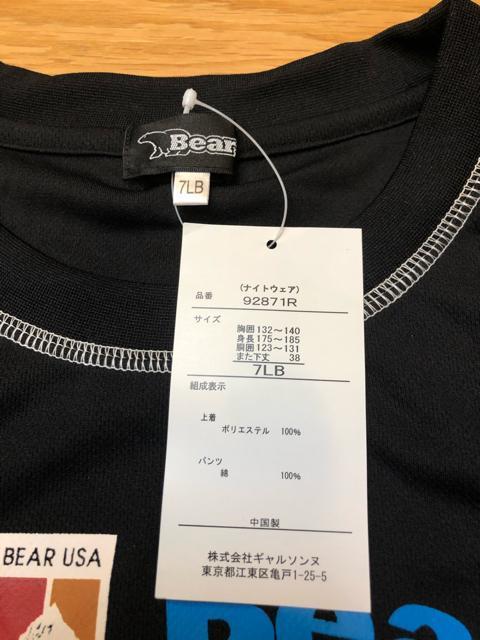 Bear
7LB
(ナイトウェア)
品番 92871R
サイズ
胸囲 132～140
身長 175～185
胴囲 123～131
また下丈 38
7LB
組成表示
上着
ポリエステル 100%
パンツ
綿 100%
中国製
株式会社ギャルソンヌ
東京都江東区亀戸1-25-5
BEAR USA
Bea